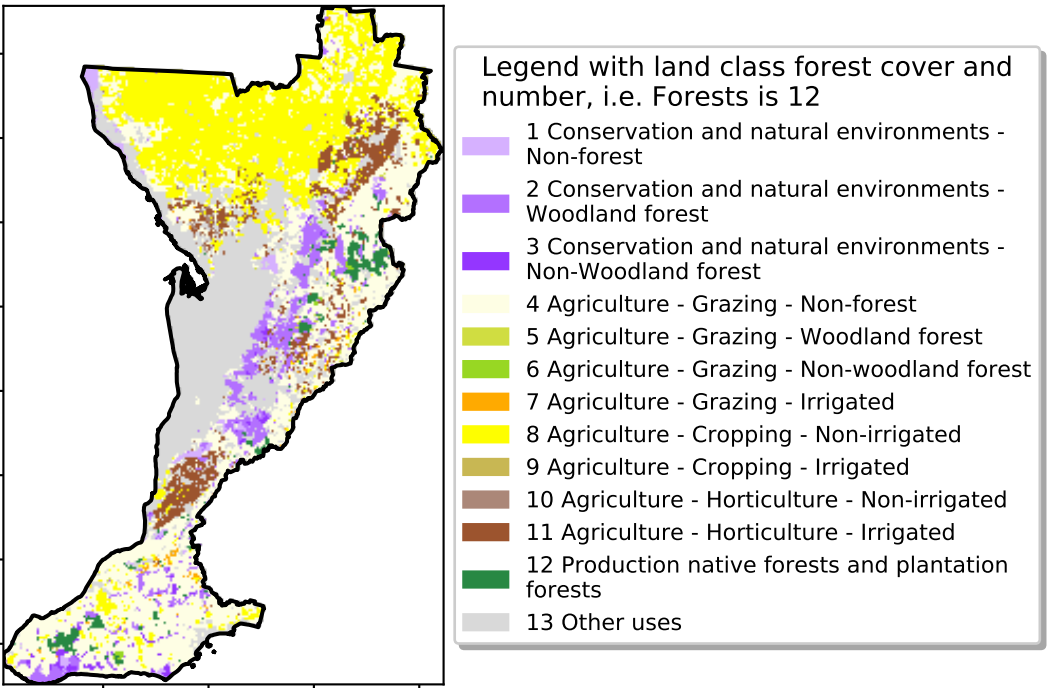 Legend with land class forest cover and
number, i.e. Forests is 12
1 Conservation and natural environments -
Non-forest
2 Conservation and natural environments -
Woodland forest
3 Conservation and natural environments -
Non-Woodland forest
4 Agriculture - Grazing - Non-forest
5 Agriculture - Grazing - Woodland forest
6 Agriculture - Grazing - Non-woodland forest
7 Agriculture - Grazing - Irrigated
8 Agriculture - Cropping - Non-irrigated
9 Agriculture - Cropping - Irrigated
10 Agriculture - Horticulture - Non-irrigated
11 Agriculture - Horticulture - Irrigated
12 Production native forests and plantation
forests
13 Other uses